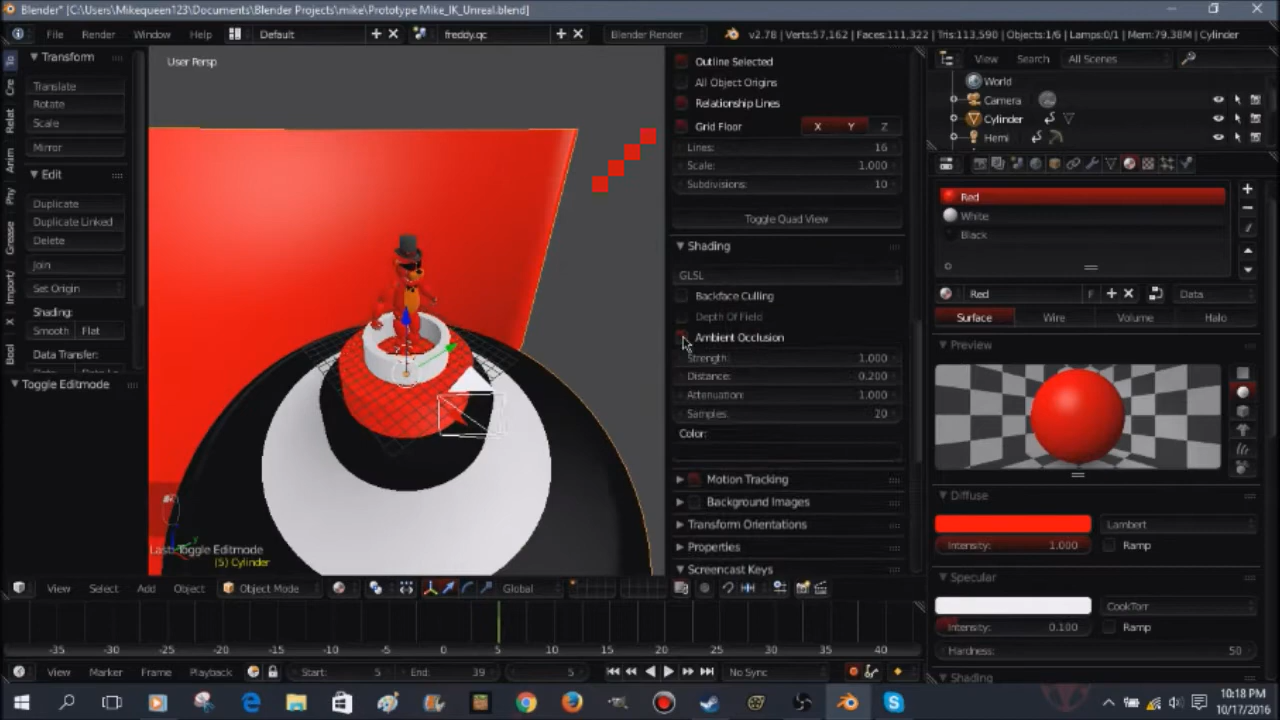 Blender* [C:\Users\Mikequeen123\Documents\Blender Projects\mike\Prototype Mike_IK_Unreal.blend]
File Render Window Help Default freddy.qc Blender Render v2.78 | Verts:57,162 | Faces:111,322 | Tris:113,590 | Objects:1/6 | Lamps:0/1 | Mem:79.38M | Cylinder
Transform
Translate
Rotate
Scale
Mirror
Edit
Duplicate
Duplicate Linked
Delete
Join
Set Origin
Shading:
Smooth Flat
Data Transfer:
Toggle Editmode
To
Cre
Relat
Anim
Phy
Grease
Import/
X
Bool
User Persp
Last: Toggle Editmode
(5) Cylinder
Outline Selected
All Object Origins
Relationship Lines
Grid Floor X Y Z
Lines: 16
Scale: 1.000
Subdivisions: 10
Toggle Quad View
Shading
GLSL
Backface Culling
Depth Of Field
Ambient Occlusion
Strength: 1.000
Distance: 0.200
Attenuation: 1.000
Samples: 20
Color:
Motion Tracking
Background Images
Transform Orientations
Properties
Screencast Keys
View Search All Scenes
World
Camera
Cylinder
Hemi
Red
White
Black
Red F Data
Surface Wire Volume Halo
Preview
Diffuse
Lambert
Intensity: 1.000 Ramp
Specular
CookTorr
Intensity: 0.100 Ramp
Hardness: 50
Shading
View Select Add Object Object Mode Global
-35 -30 -25 -20 -15 -10 -5 0 5 10 15 20 25 30 35 40
View Marker Frame Playback Start: 5 End: 39 5 No Sync
10:18 PM
10/17/2016